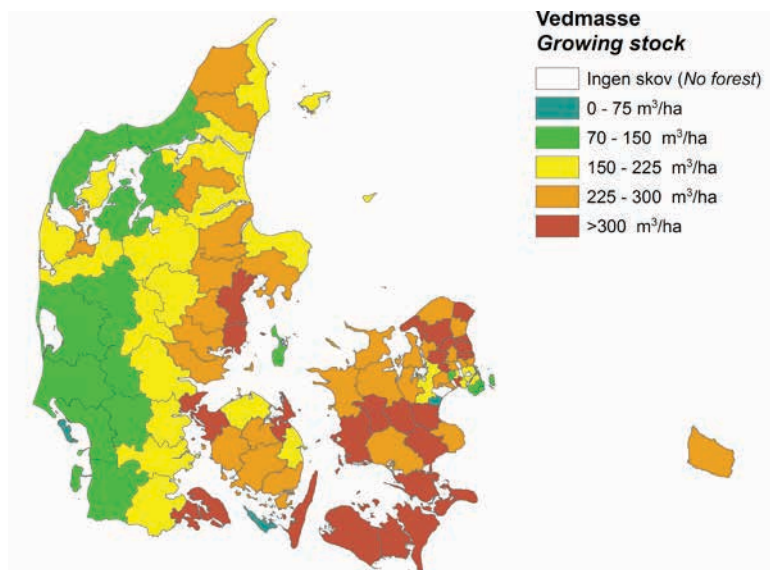 Vedmasse
Growing stock
Ingen skov (No forest)
0 - 75 m³/ha
70 - 150 m³/ha
150 - 225 m³/ha
225 - 300 m³/ha
>300 m³/ha